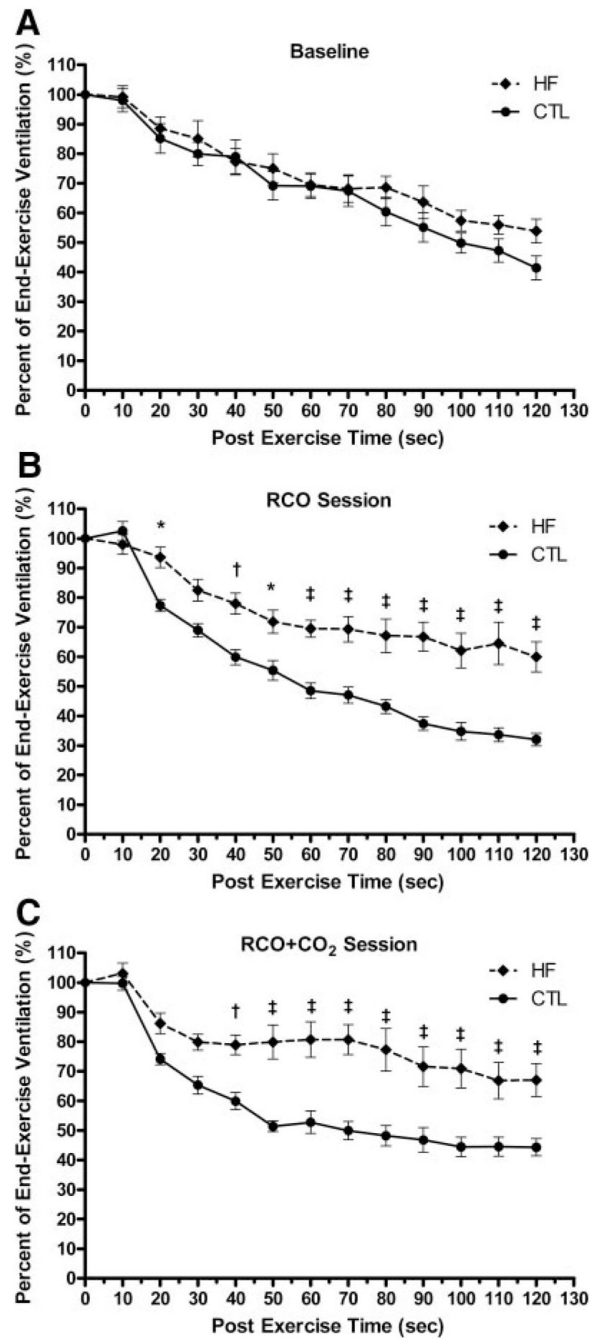 A
Baseline
Percent of End-Exercise Ventilation (%)
110
100
90
80
70
60
50
40
30
20
10
0
HF
CTL
0 10 20 30 40 50 60 70 80 90 100 110 120 130
Post Exercise Time (sec)
B
RCO Session
Percent of End-Exercise Ventilation (%)
110
100
90
80
70
60
50
40
30
20
10
0
HF
CTL
* † * ‡ ‡ ‡ ‡ ‡ ‡ ‡
0 10 20 30 40 50 60 70 80 90 100 110 120 130
Post Exercise Time (sec)
C
RCO+CO₂ Session
Percent of End-Exercise Ventilation (%)
110
100
90
80
70
60
50
40
30
20
10
0
HF
CTL
† ‡ ‡ ‡ ‡ ‡ ‡ ‡ ‡
0 10 20 30 40 50 60 70 80 90 100 110 120 130
Post Exercise Time (sec)